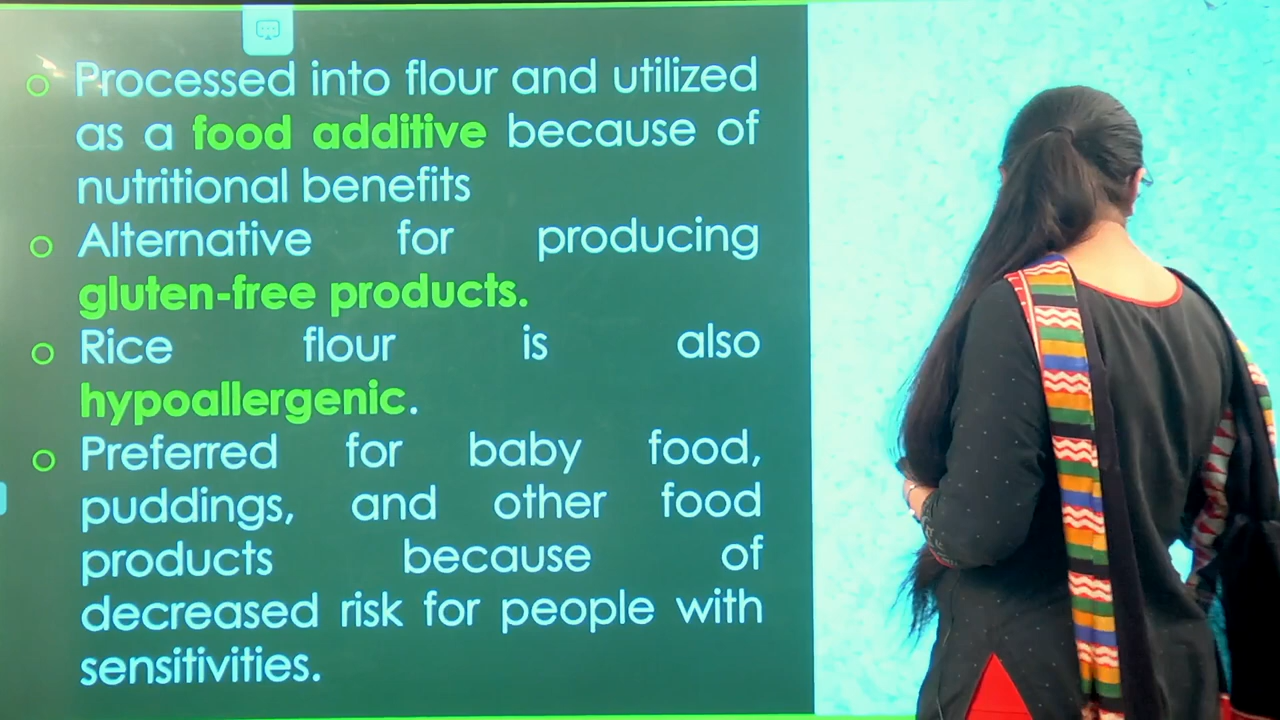 Processed into flour and utilized
as a food additive because of
nutritional benefits
Alternative for producing
gluten-free products.
Rice flour is also
hypoallergenic.
Preferred for baby food,
puddings, and other food
products because of
decreased risk for people with
sensitivities.